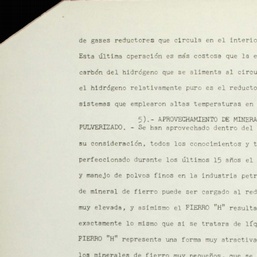 de gases reductores que circula en el interio
Esta última operación es más costosa que la e
carbón del hidrógeno que se alimenta al circu
el hidrógeno relativamente puro es el reducto
sistemas que emplearon altas temperaturas en
5).- APROVECHAMIENTO DE MINERA
PULVERIZADO. - Se han aprovechado dentro del
su consideración, todos los conocimientos y t
perfeccionado durante los últimos 15 años el
y manejo de polvos finos en la industria petr
de mineral de fierro puede ser cargado al red
muy elevada, y asimismo el FIERRO "H" resulta
exactamente lo mismo que si se tratara de líq
FIERRO "H" representa una forma muy atractiva
los minerales de fierro muy pequeños, que se